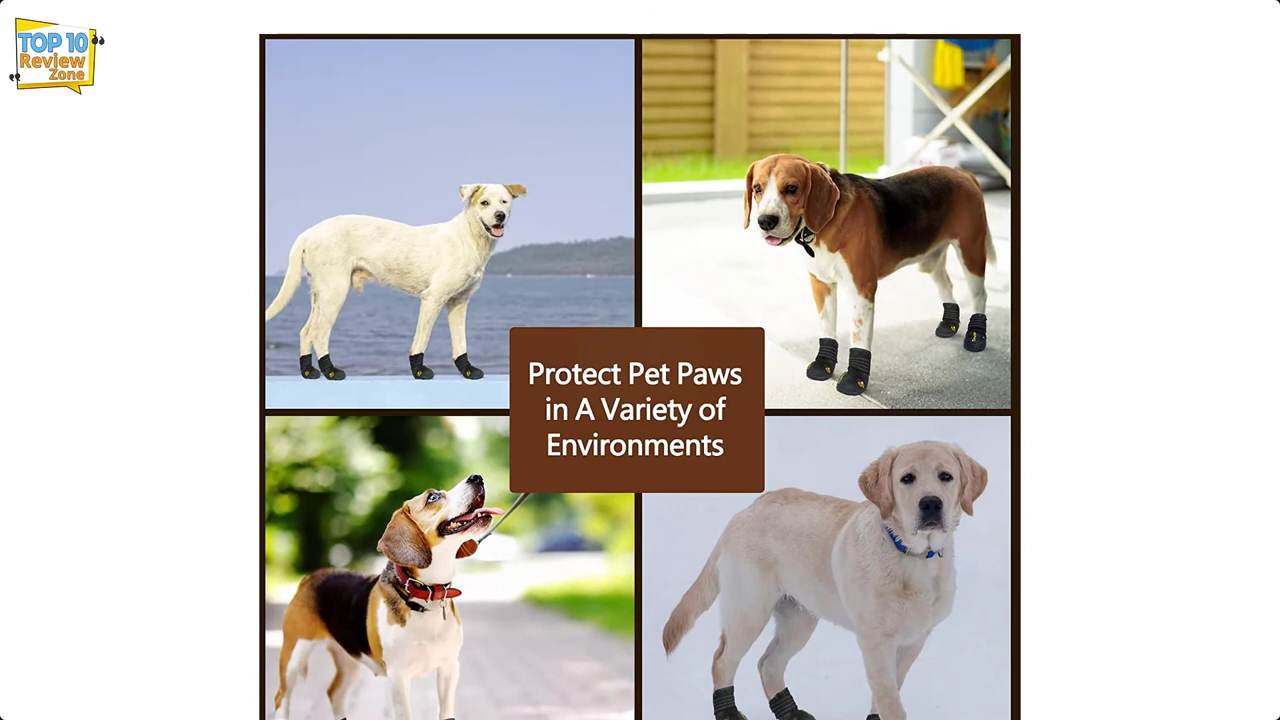 TOP 10
Review
Zone
Protect Pet Paws
in A Variety of
Environments